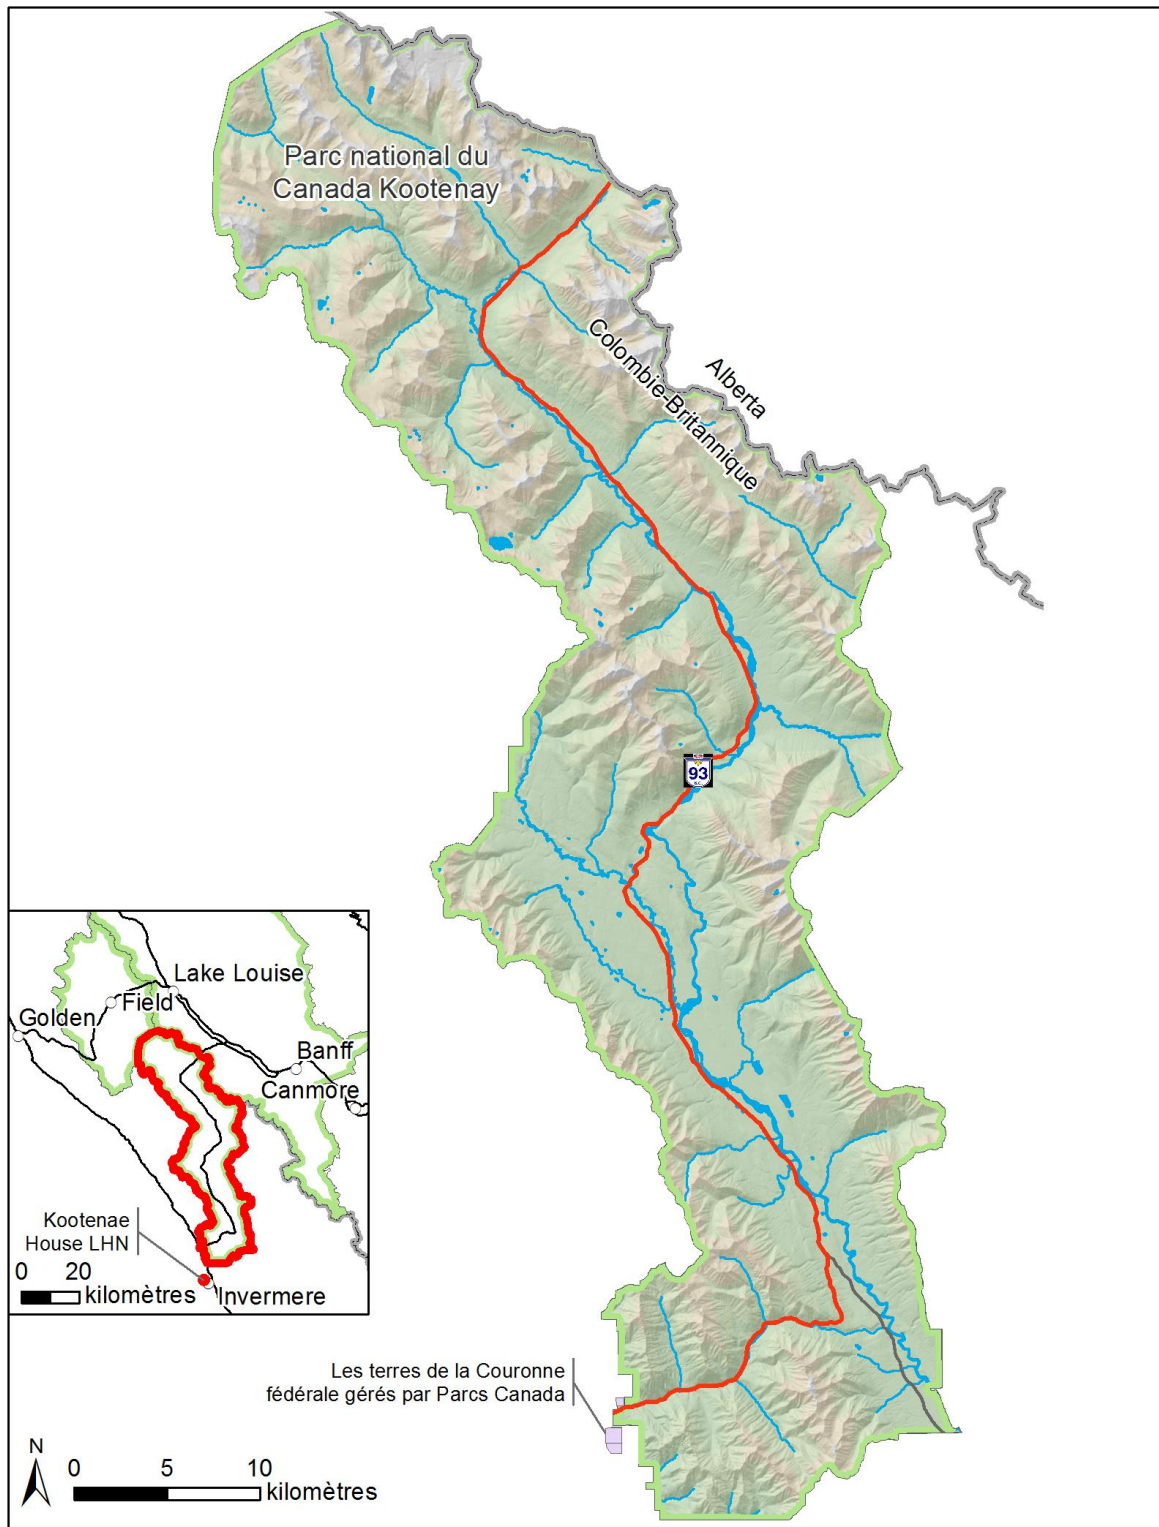 Parc national du
Canada Kootenay
Alberta
Colombie-Britannique
93
Lake Louise
Field
Golden
Banff
Canmore
Kootenae
House LHN
0 20
kilomètres
Invermere
Les terres de la Couronne
fédérale gérés par Parcs Canada
N
0 5 10
kilomètres